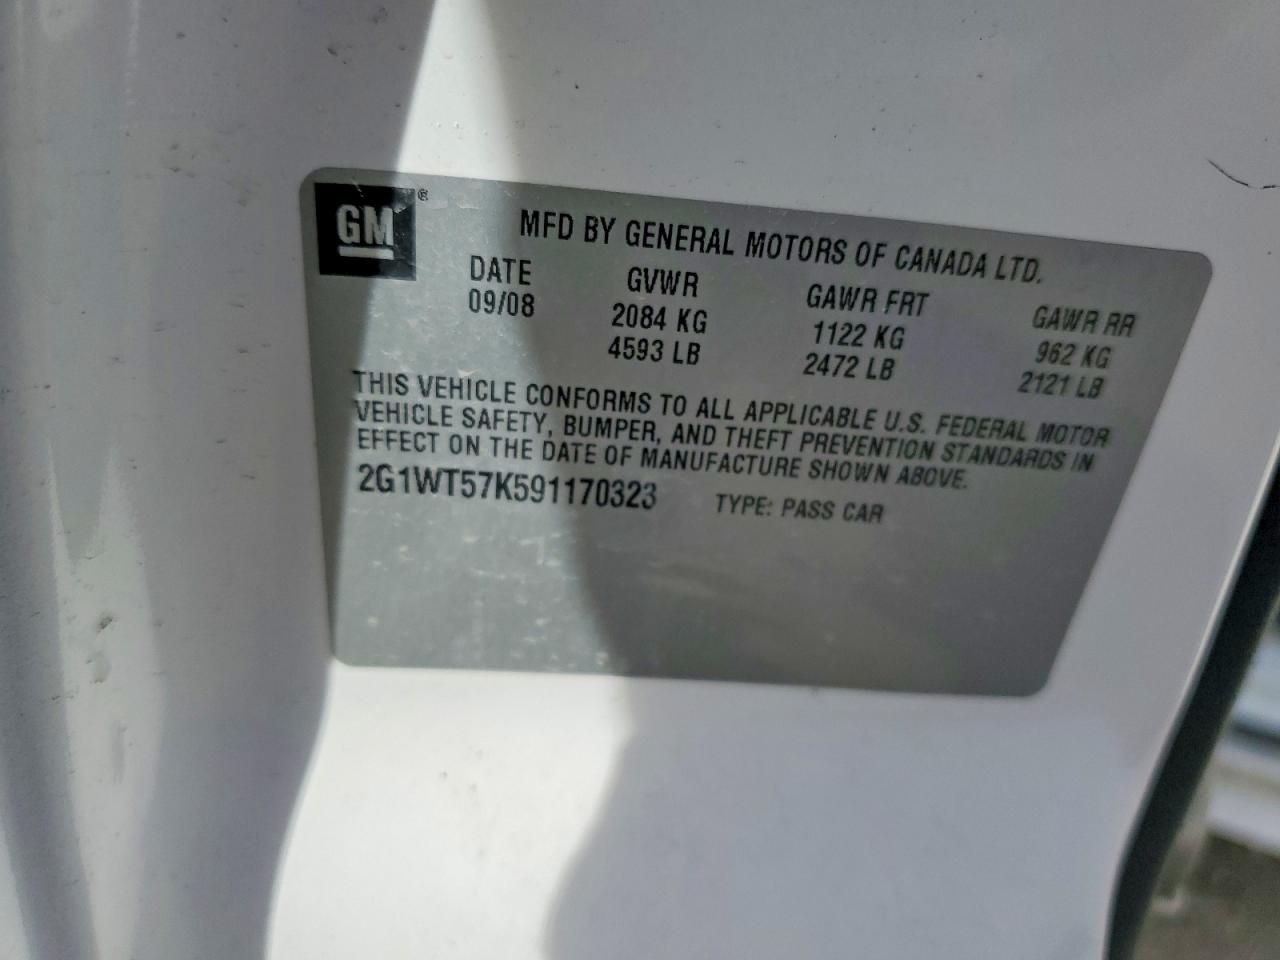 GM®
MFD BY GENERAL MOTORS OF CANADA LTD.
DATE GVWR GAWR FRT GAWR RR
09/08 2084 KG 1122 KG 962 KG
4593 LB 2472 LB 2121 LB
THIS VEHICLE CONFORMS TO ALL APPLICABLE U.S. FEDERAL MOTOR
VEHICLE SAFETY, BUMPER, AND THEFT PREVENTION STANDARDS IN
EFFECT ON THE DATE OF MANUFACTURE SHOWN ABOVE.
2G1WT57K591170323 TYPE: PASS CAR